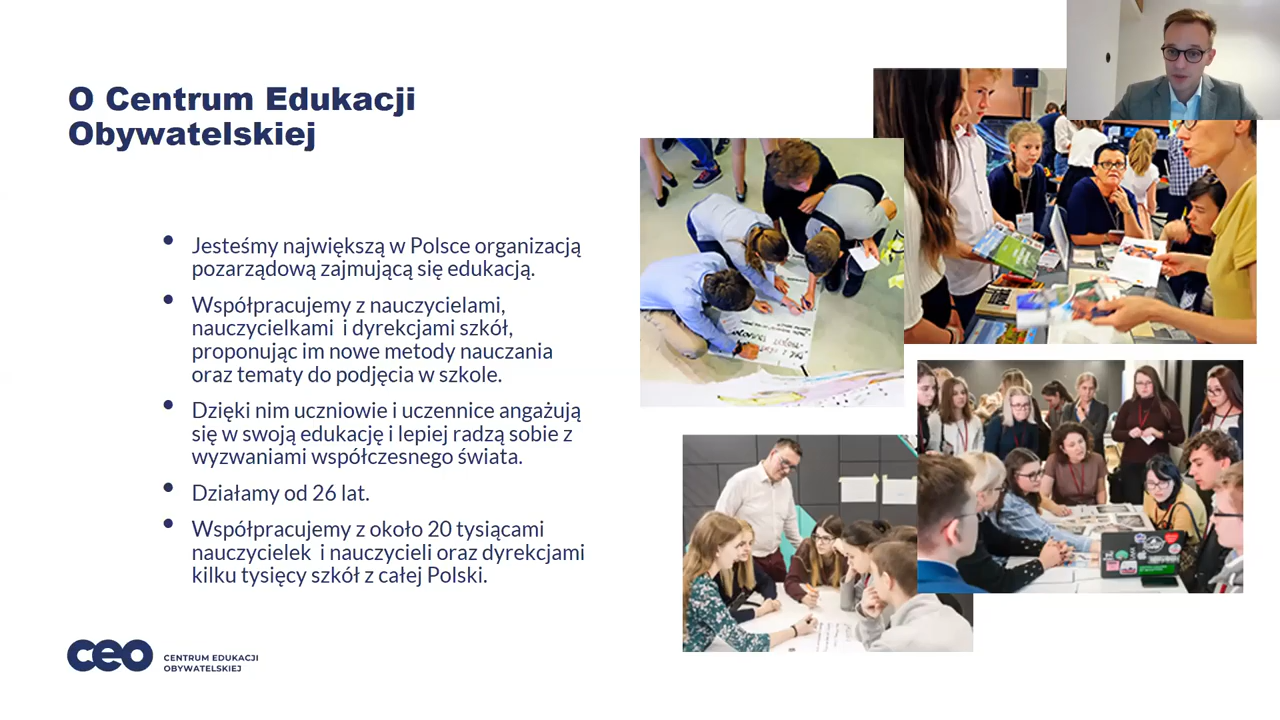 O Centrum Edukacji
Obywatelskiej
• Jesteśmy największą w Polsce organizacją
pozarządową zajmującą się edukacją.
• Współpracujemy z nauczycielami,
nauczycielkami i dyrekcjami szkół,
proponując im nowe metody nauczania
oraz tematy do podjęcia w szkole.
• Dzięki nim uczniowie i uczennice angażują
się w swoją edukację i lepiej radzą sobie z
wyzwaniami współczesnego świata.
• Działamy od 26 lat.
• Współpracujemy z około 20 tysiącami
nauczycielek i nauczycieli oraz dyrekcjami
kilku tysięcy szkół z całej Polski.
ceo
CENTRUM EDUKACJI
OBYWATELSKIEJ